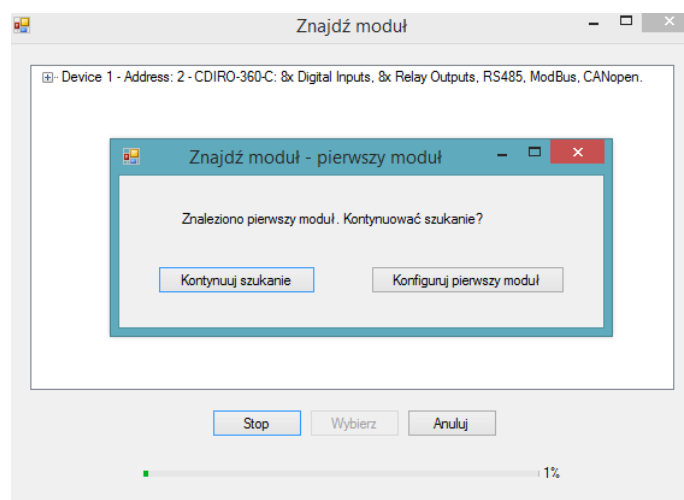 Znajdź moduł
Device 1 - Address: 2 - CDIRO-360-C: 8x Digital Inputs, 8x Relay Outputs, RS485, ModBus, CANopen.
Znajdź moduł - pierwszy moduł
Znaleziono pierwszy moduł. Kontynuować szukanie?
Kontynuuj szukanie
Konfiguruj pierwszy moduł
Stop
Wybierz
Anuluj
1%